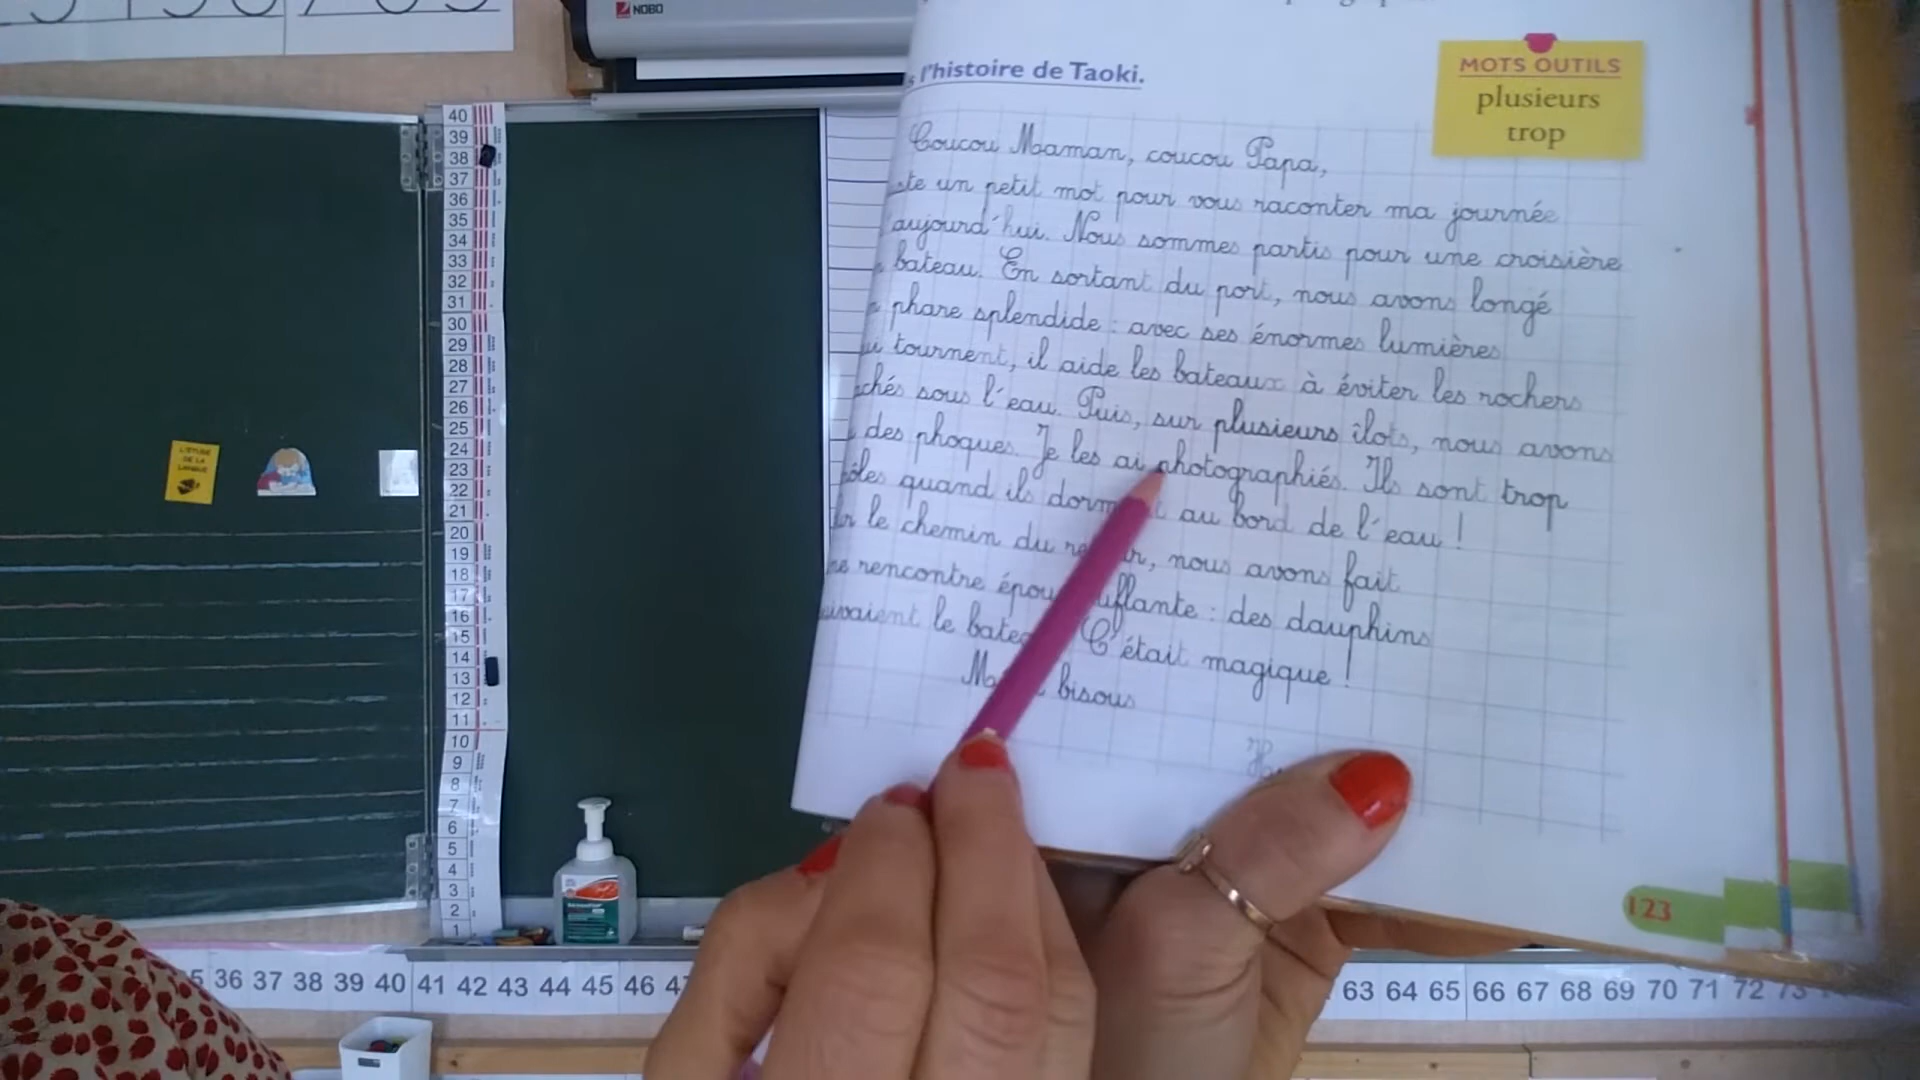 NOBO
l'histoire de Taoki.
MOTS OUTILS
plusieurs
trop
Coucou Maman, coucou Papa,
un petit mot pour vous raconter ma journée
aujourd'hui. Nous sommes partis pour une croisière
bateau. En sortant du port, nous avons longé
phare splendide : avec ses énormes lumières
tournent, il aide les bateaux à éviter les rochers
sous l'eau. Puis, sur plusieurs îlots, nous avons
des phoques. Je les ai photographiés. Ils sont trop
quand ils au bord de l'eau !
le chemin du nous avons fait
rencontre : des dauphins
le C'était magique !
bisous
123
L'ÉTUDE
DE LA
LANGUE
40
39
38
37
36
35
34
33
32
31
30
29
28
27
26
25
24
23
22
21
20
19
18
17
16
15
14
13
12
11
10
9
8
7
6
5
4
3
2
1
36 37 38 39 40 41 42 43 44 45 46
63 64 65 66 67 68 69 70 71 72 73